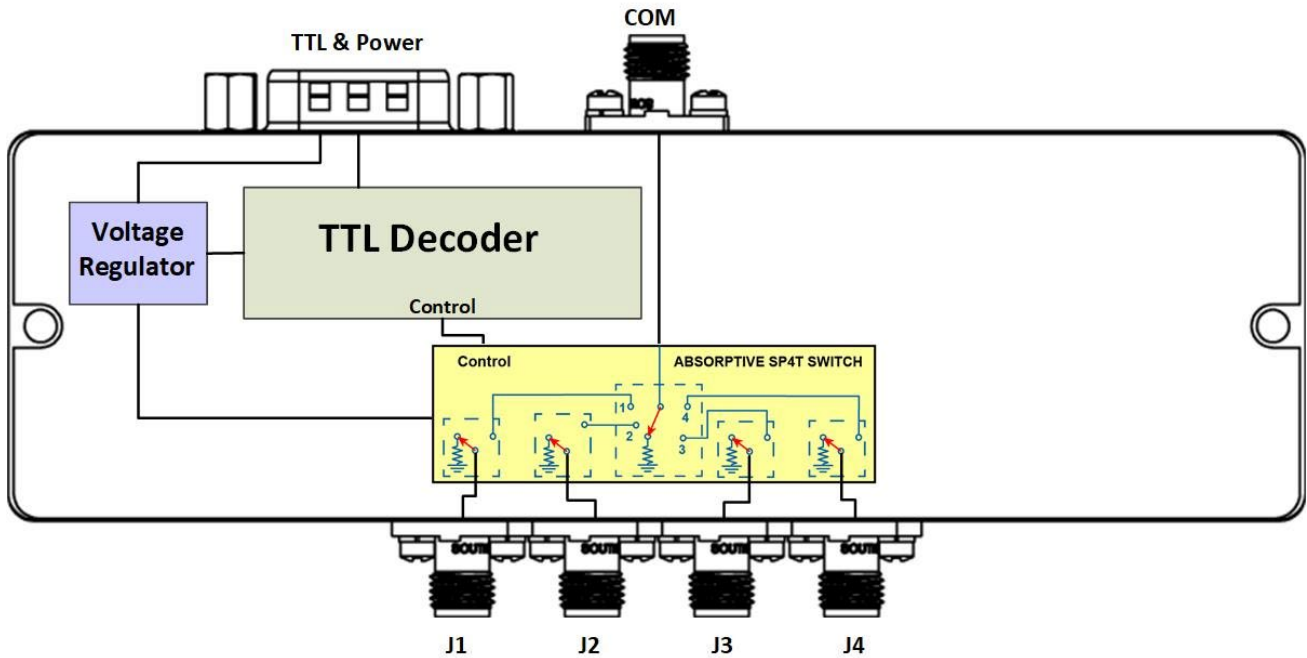 COM
TTL & Power
Voltage
Regulator
TTL Decoder
Control
Control
ABSORPTIVE SP4T SWITCH
1
4
2
3
J1
J2
J3
J4